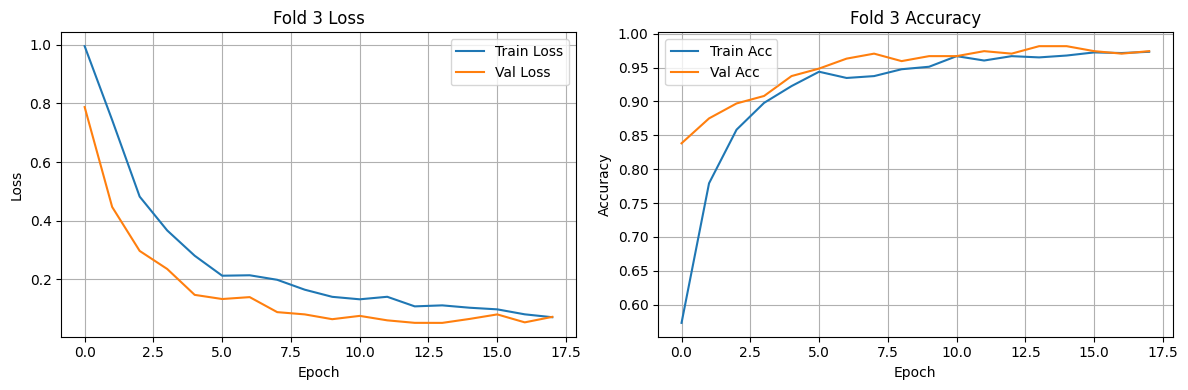 Fold 3 Loss
1.0
0.8
0.6
0.4
0.2
Loss
Train Loss
Val Loss
0.0 2.5 5.0 7.5 10.0 12.5 15.0 17.5
Epoch
Fold 3 Accuracy
1.00
0.95
0.90
0.85
0.80
0.75
0.70
0.65
0.60
Accuracy
Train Acc
Val Acc
0.0 2.5 5.0 7.5 10.0 12.5 15.0 17.5
Epoch